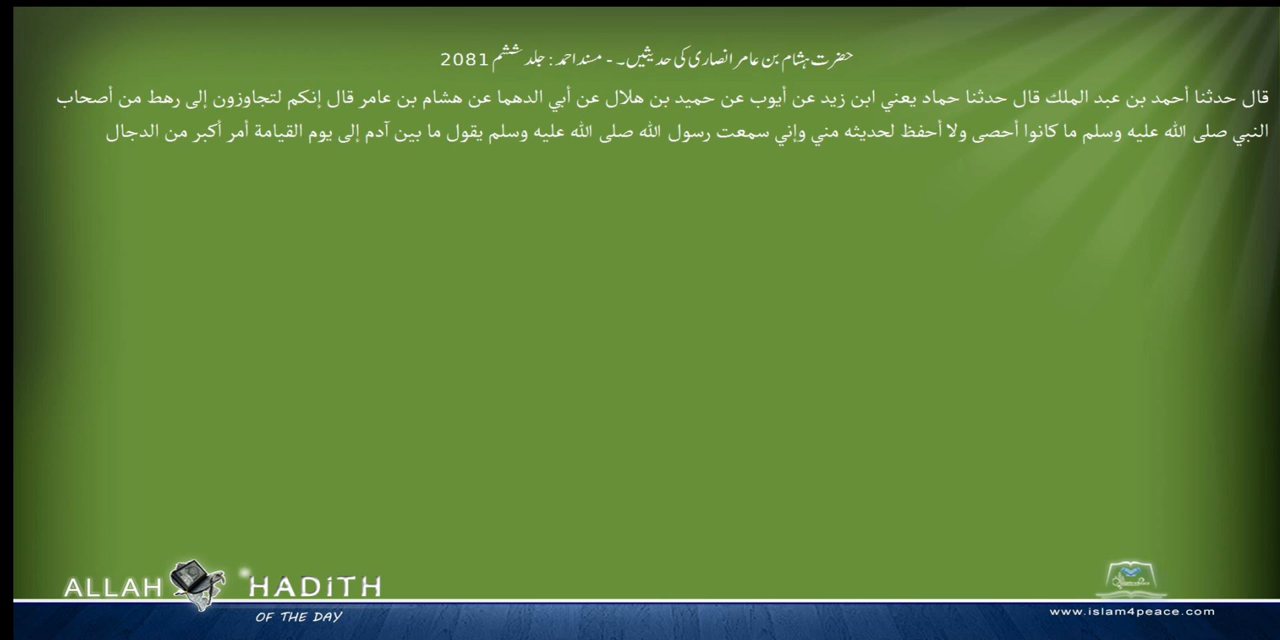 حضرت ہشام بن عامر انصاری کی حدیثیں۔ - مسند احمد : جلد ششم 2081
قال حدثنا أحمد بن عبد الملك قال حدثنا حماد يعني ابن زيد عن أيوب عن حميد بن هلال عن أبي الدهما عن هشام بن عامر قال إنكم لتجاوزون إلى رهط من أصحاب
النبي صلى الله عليه وسلم ما كانوا أحصى ولا أحفظ لحديثه مني وإني سمعت رسول الله صلى الله عليه وسلم يقول ما بين آدم إلى يوم القيامة أمر أكبر من الدجال
ALLAH HADITH
OF THE DAY
www.islam4peace.com